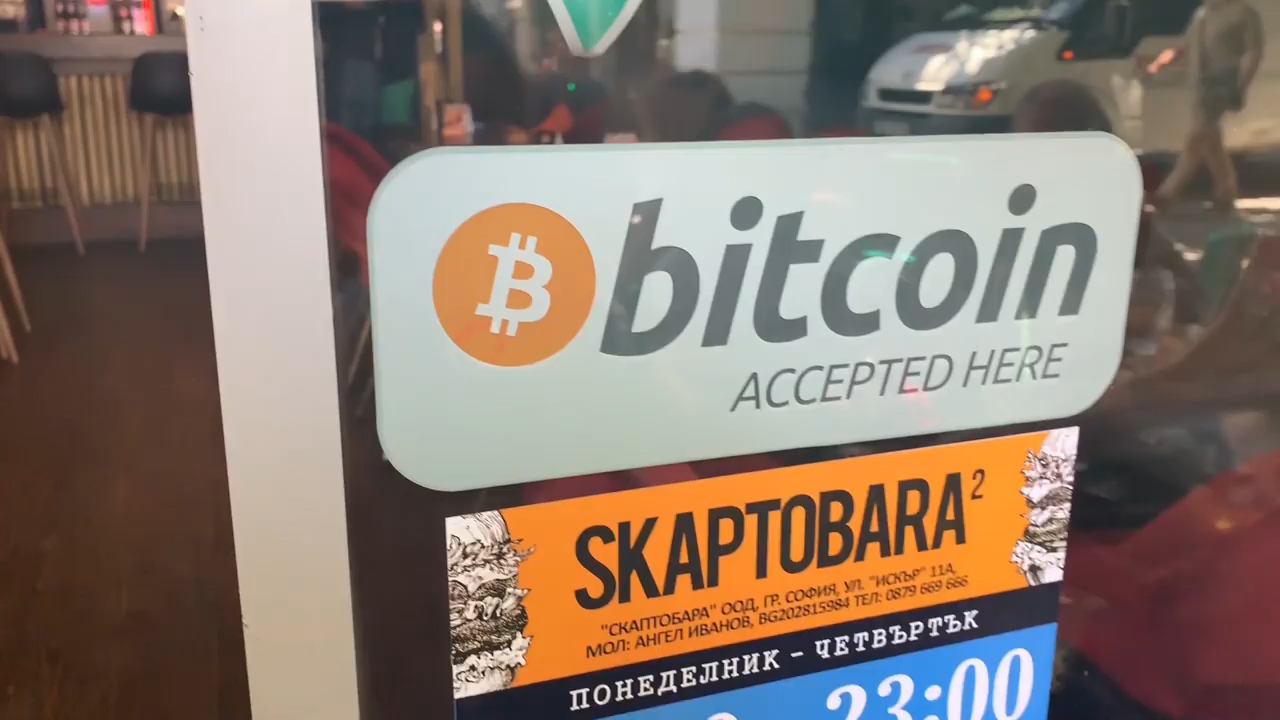 bitcoin
ACCEPTED HERE
SKAPTOBARA²
"СКАПТОБАРА" ООД, ГР. СОФИЯ, УЛ. "ИСКЪР" 11А,
МОЛ: АНГЕЛ ИВАНОВ, BG202815984 ТЕЛ: 0879 669 666
ПОНЕДЕЛНИК - ЧЕТВЪРТЪК
23:00